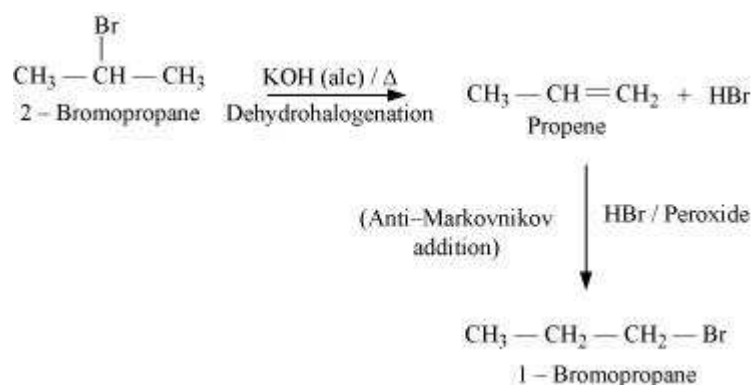 Br
CH₃ — CH — CH₃
2 – Bromopropane
KOH (alc) / Δ
Dehydrohalogenation
CH₃ — CH = CH₂ + HBr
Propene
(Anti–Markovnikov
addition)
HBr / Peroxide
CH₃ — CH₂ — CH₂ — Br
1 – Bromopropane